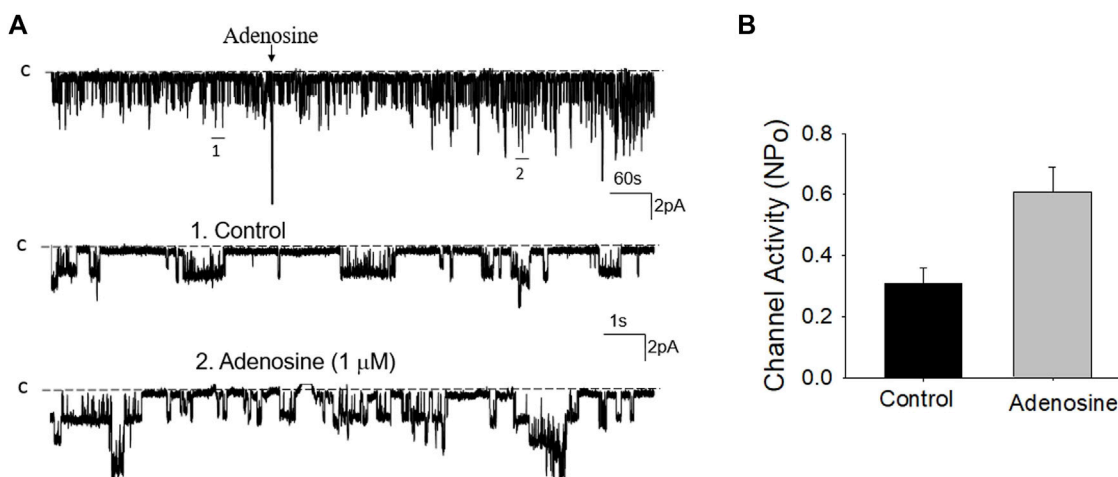 A
Adenosine
C
1
2
60s
2pA
1. Control
C
1s
2pA
2. Adenosine (1 μM)
C
B
Channel Activity (NPo)
0.8
0.6
0.4
0.2
0.0
Control
Adenosine